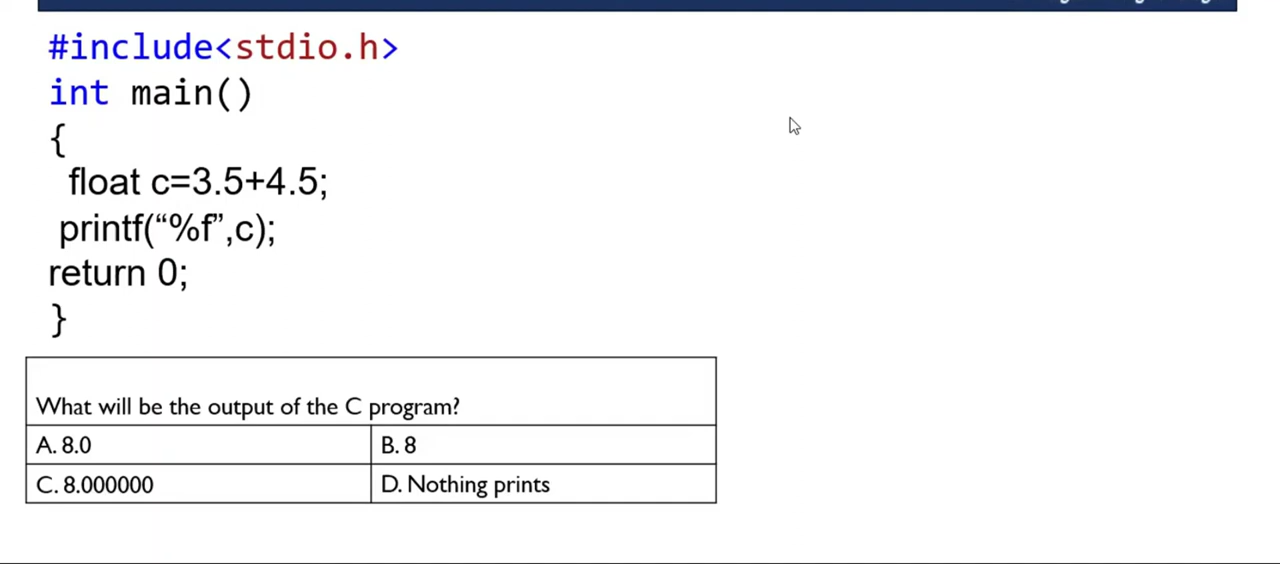 #include<stdio.h>
int main()
{
float c=3.5+4.5;
printf(“%f”,c);
return 0;
}
What will be the output of the C program?
A. 8.0
B. 8
C. 8.000000
D. Nothing prints